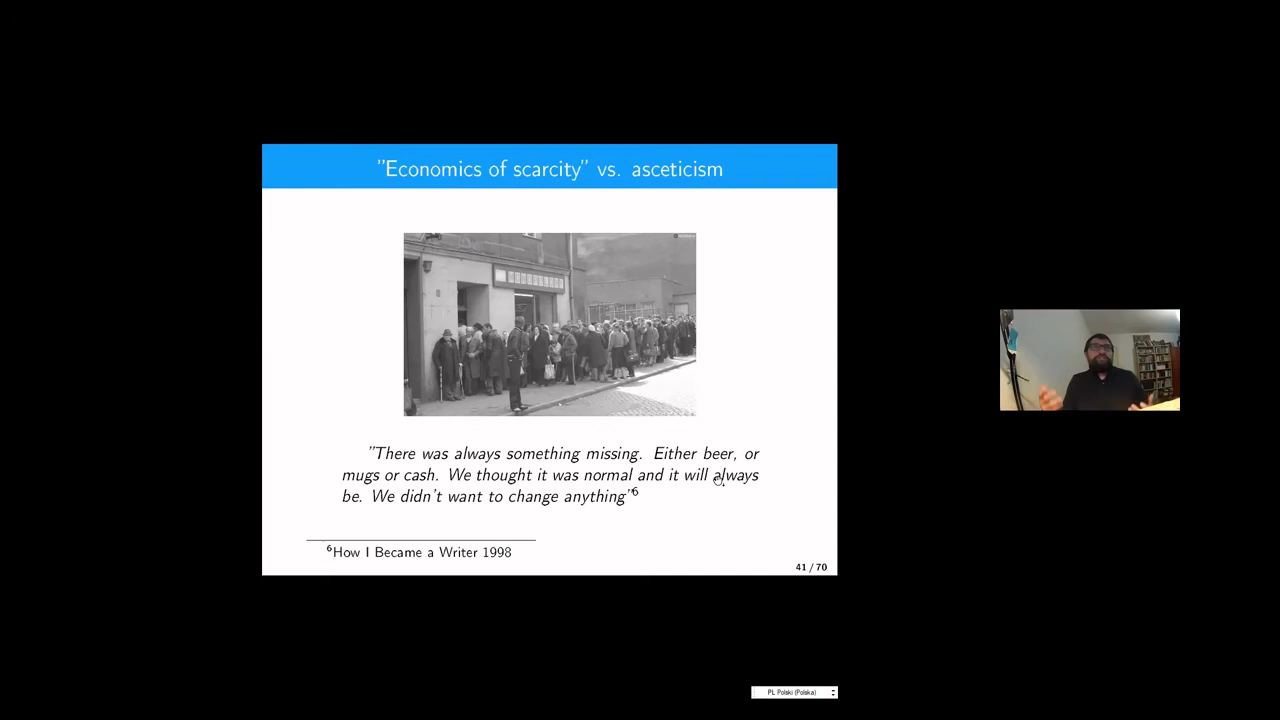 ”Economics of scarcity” vs. asceticism
”There was always something missing. Either beer, or
mugs or cash. We thought it was normal and it will always
be. We didn’t want to change anything”6
6How I Became a Writer 1998
41 / 70
PL Polski (Polska)